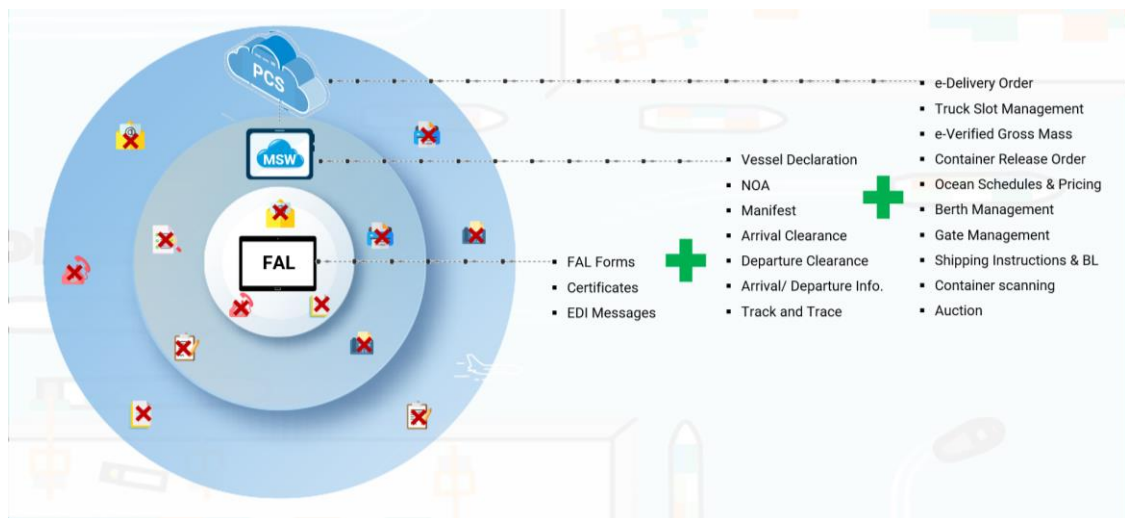 PCS
MSW
FAL
FAL Forms
Certificates
EDI Messages
Vessel Declaration
NOA
Manifest
Arrival Clearance
Departure Clearance
Arrival/ Departure Info.
Track and Trace
e-Delivery Order
Truck Slot Management
e-Verified Gross Mass
Container Release Order
Ocean Schedules & Pricing
Berth Management
Gate Management
Shipping Instructions & BL
Container scanning
Auction